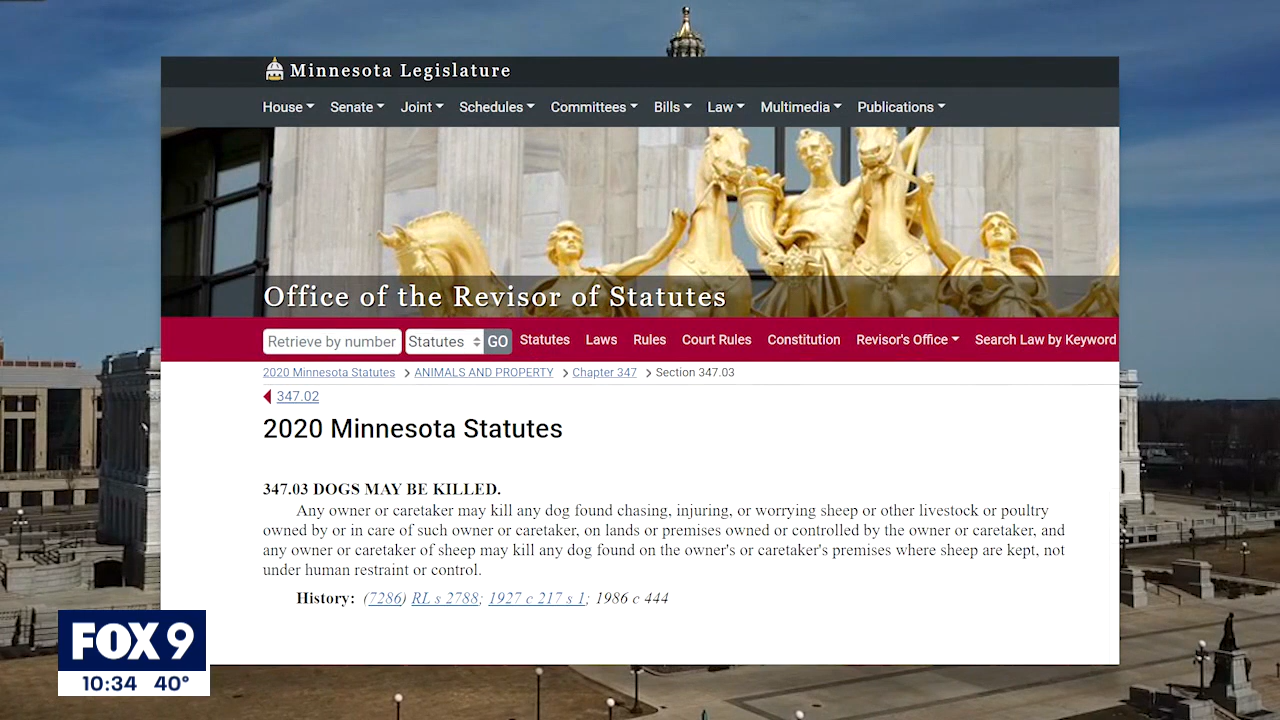 Minnesota Legislature
House Senate Joint Schedules Committees Bills Law Multimedia Publications
Office of the Revisor of Statutes
Retrieve by number Statutes GO Statutes Laws Rules Court Rules Constitution Revisor's Office Search Law by Keyword
2020 Minnesota Statutes > ANIMALS AND PROPERTY > Chapter 347 > Section 347.03
347.02
2020 Minnesota Statutes
347.03 DOGS MAY BE KILLED.
Any owner or caretaker may kill any dog found chasing, injuring, or worrying sheep or other livestock or poultry
owned by or in care of such owner or caretaker, on lands or premises owned or controlled by the owner or caretaker, and
any owner or caretaker of sheep may kill any dog found on the owner's or caretaker's premises where sheep are kept, not
under human restraint or control.
History: (7286) RL s 2788; 1927 c 217 s 1; 1986 c 444
FOX 9
10:34 40°